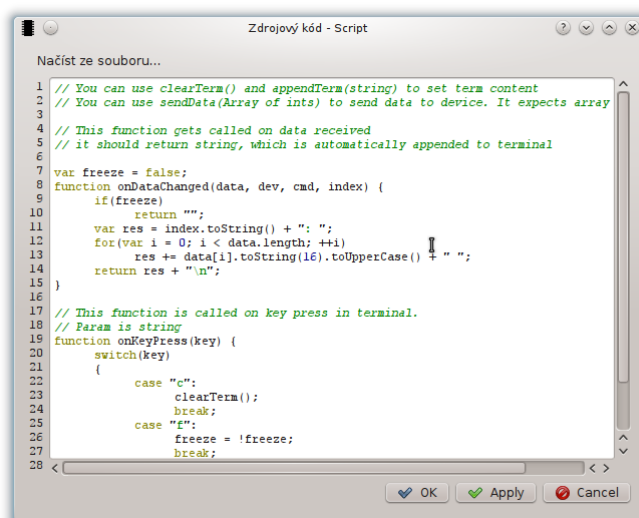 Zdrojový kód - Script
Načíst ze souboru...
1 // You can use clearTerm() and appendTerm(string) to set term content
2 // You can use sendData(Array of ints) to send data to device. It expects array
3
4 // This function gets called on data received
5 // it should return string, which is automatically appended to terminal
6
7 var freeze = false;
8 function onDataChanged(data, dev, cmd, index) {
9 if(freeze)
10 return "";
11 var res = index.toString() + ": ";
12 for(var i = 0; i < data.length; ++i)
13 res += data[i].toString(16).toUpperCase() + " ";
14 return res + "\n";
15 }
16
17 // This function is called on key press in terminal.
18 // Param is string
19 function onKeyPress(key) {
20 switch(key)
21 {
22 case "c":
23 clearTerm();
24 break;
25 case "f":
26 freeze = !freeze;
27 break;
28
OK Apply Cancel